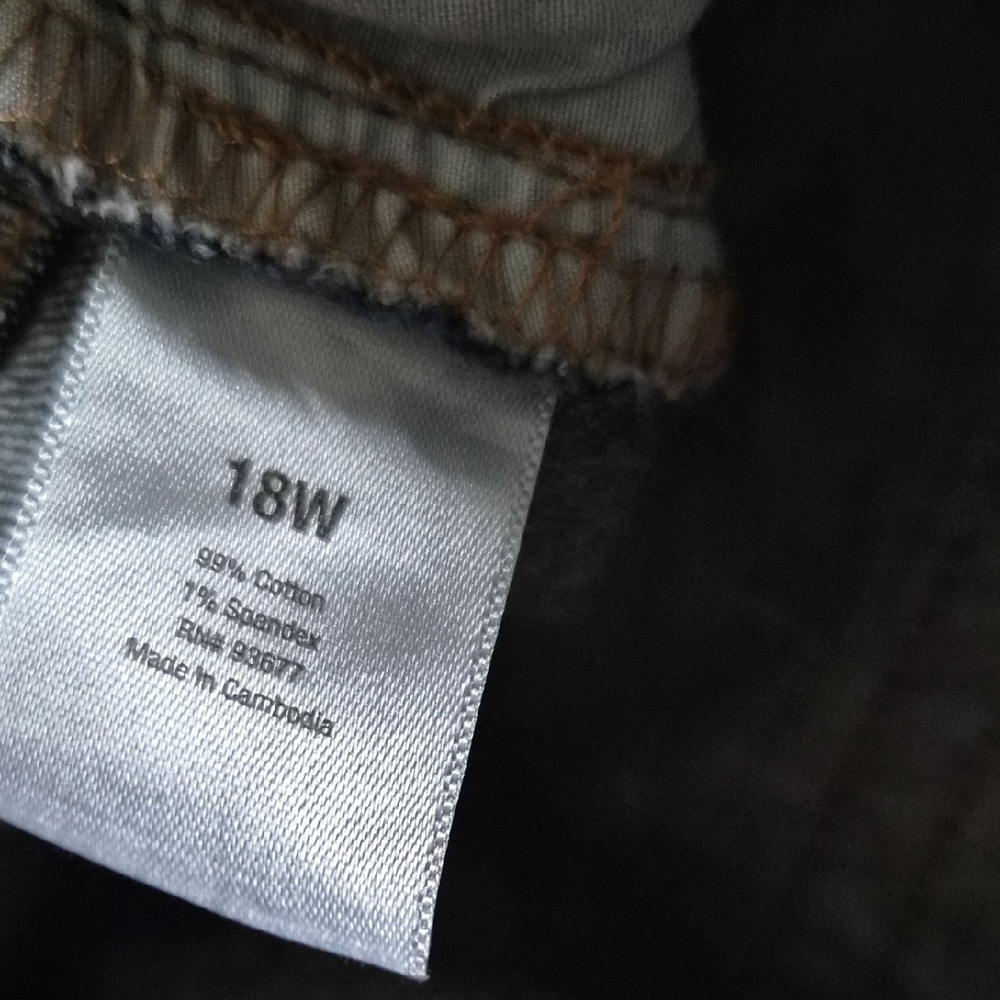 18W
99% Cotton
1% Spandex
RN# 93677
Made in Cambodia